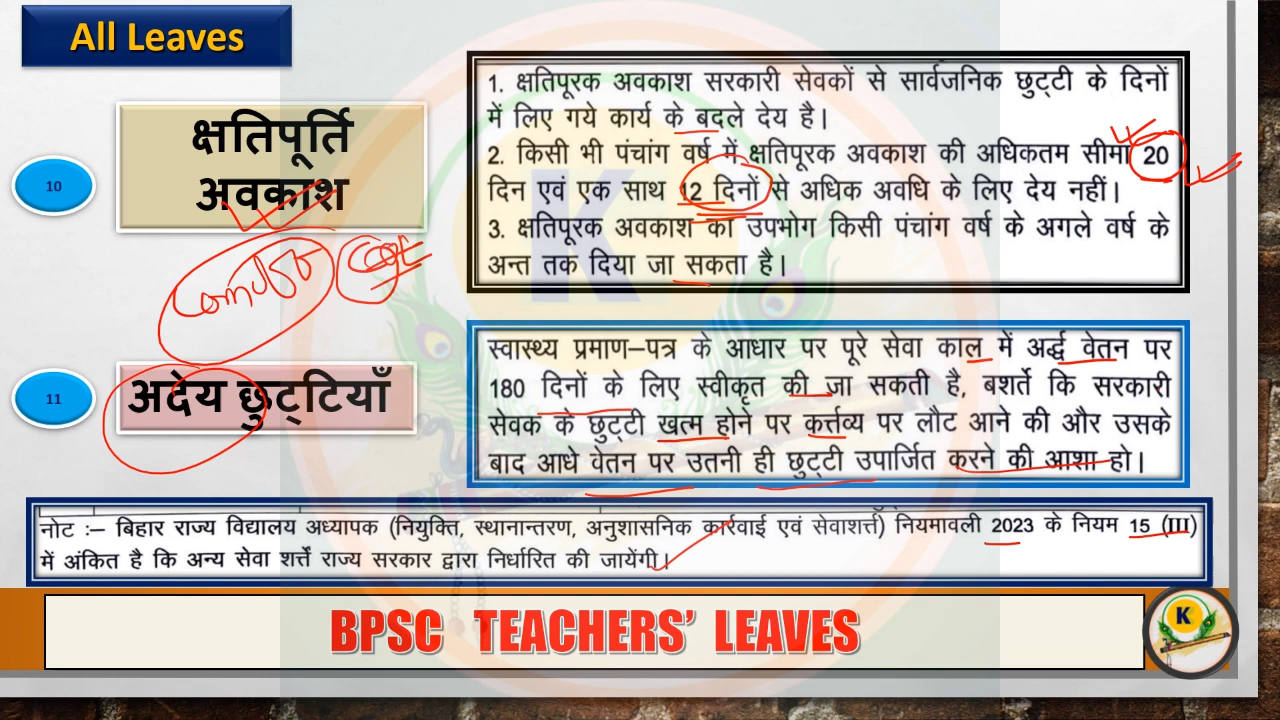 All Leaves
10
क्षतिपूर्ति
अवकाश
1. क्षतिपूरक अवकाश सरकारी सेवकों से सार्वजनिक छुट्टी के दिनों
में लिए गये कार्य के बदले देय है।
2. किसी भी पंचांग वर्ष में क्षतिपूरक अवकाश की अधिकतम सीमा 20
दिन एवं एक साथ 12 दिनों से अधिक अवधि के लिए देय नहीं।
3. क्षतिपूरक अवकाश का उपभोग किसी पंचांग वर्ष के अगले वर्ष के
अन्त तक दिया जा सकता है।
11
अदेय छुट्टियाँ
स्वास्थ्य प्रमाण–पत्र के आधार पर पूरे सेवा काल में अर्द्ध वेतन पर
180 दिनों के लिए स्वीकृत की जा सकती है, बशर्ते कि सरकारी
सेवक के छुट्टी खत्म होने पर कर्त्तव्य पर लौट आने की और उसके
बाद आधे वेतन पर उतनी ही छुट्टी उपार्जित करने की आशा हो।
नोट :– बिहार राज्य विद्यालय अध्यापक (नियुक्ति, स्थानान्तरण, अनुशासनिक कार्रवाई एवं सेवाशर्त्त) नियमावली 2023 के नियम 15 (III)
में अंकित है कि अन्य सेवा शर्त्तें राज्य सरकार द्वारा निर्धारित की जायेंगी।
BPSC TEACHERS’ LEAVES
K